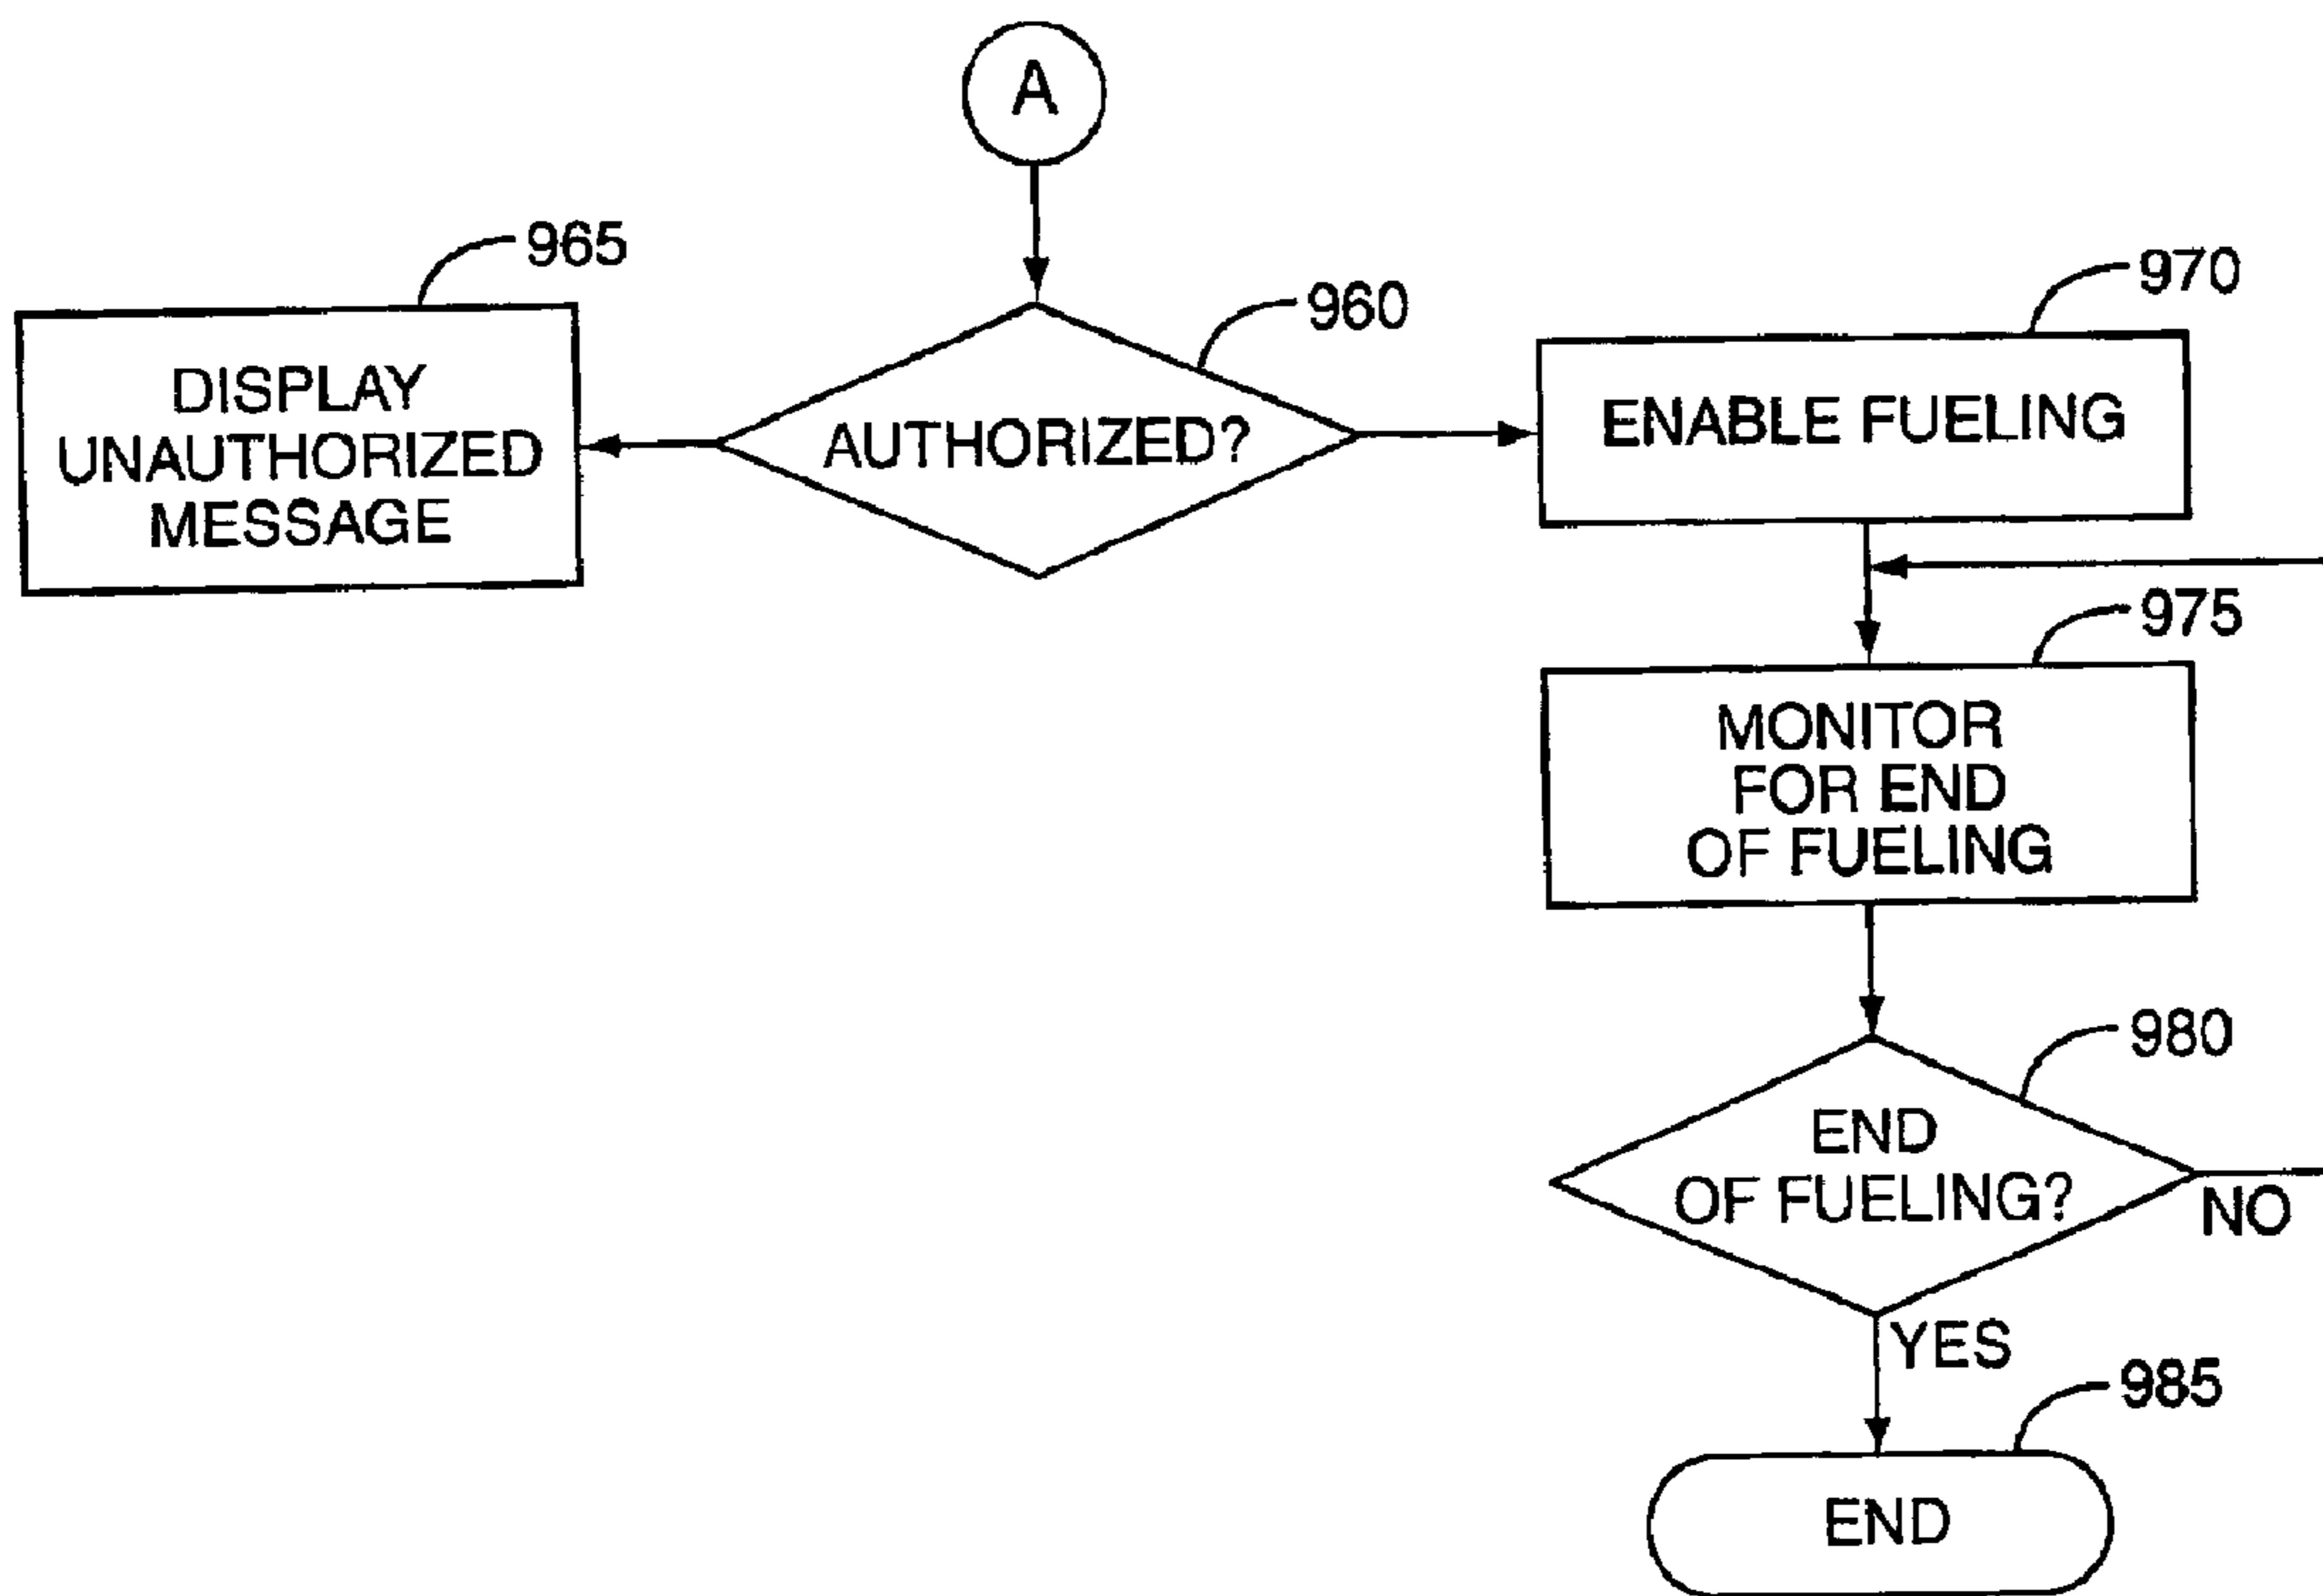 A
965
960
970
DISPLAY
UNAUTHORIZED
MESSAGE
AUTHORIZED?
ENABLE FUELING
975
MONITOR
FOR END
OF FUELING
980
END
OF FUELING?
NO
YES
985
END